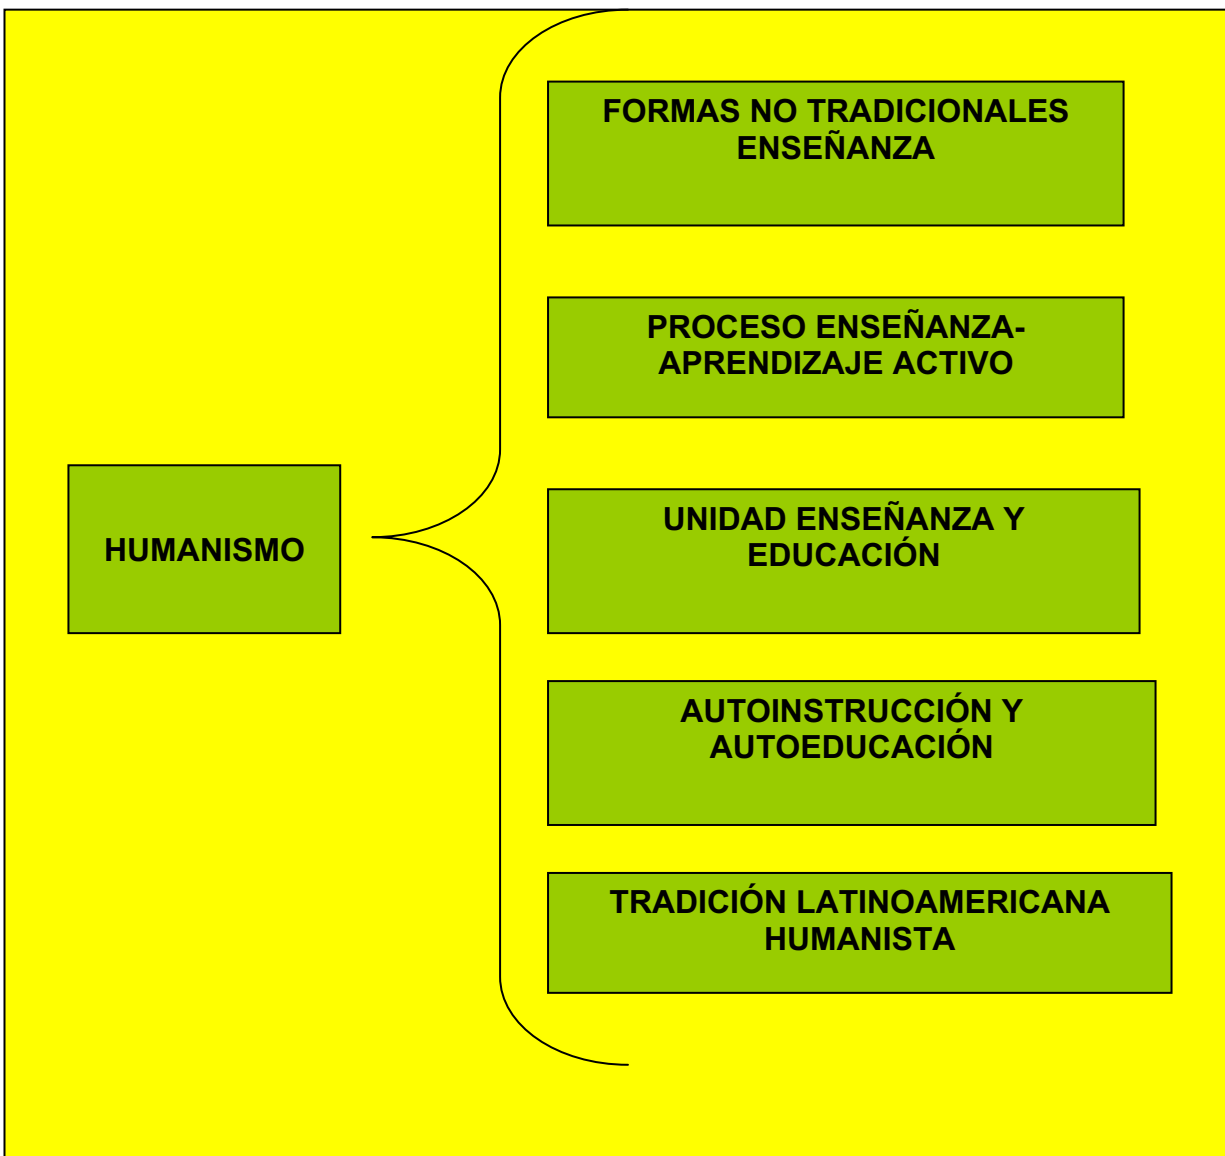 FORMAS NO TRADICIONALES
ENSEÑANZA
PROCESO ENSEÑANZA-
APRENDIZAJE ACTIVO
HUMANISMO
UNIDAD ENSEÑANZA Y
EDUCACIÓN
AUTOINSTRUCCIÓN Y
AUTOEDUCACIÓN
TRADICIÓN LATINOAMERICANA
HUMANISTA